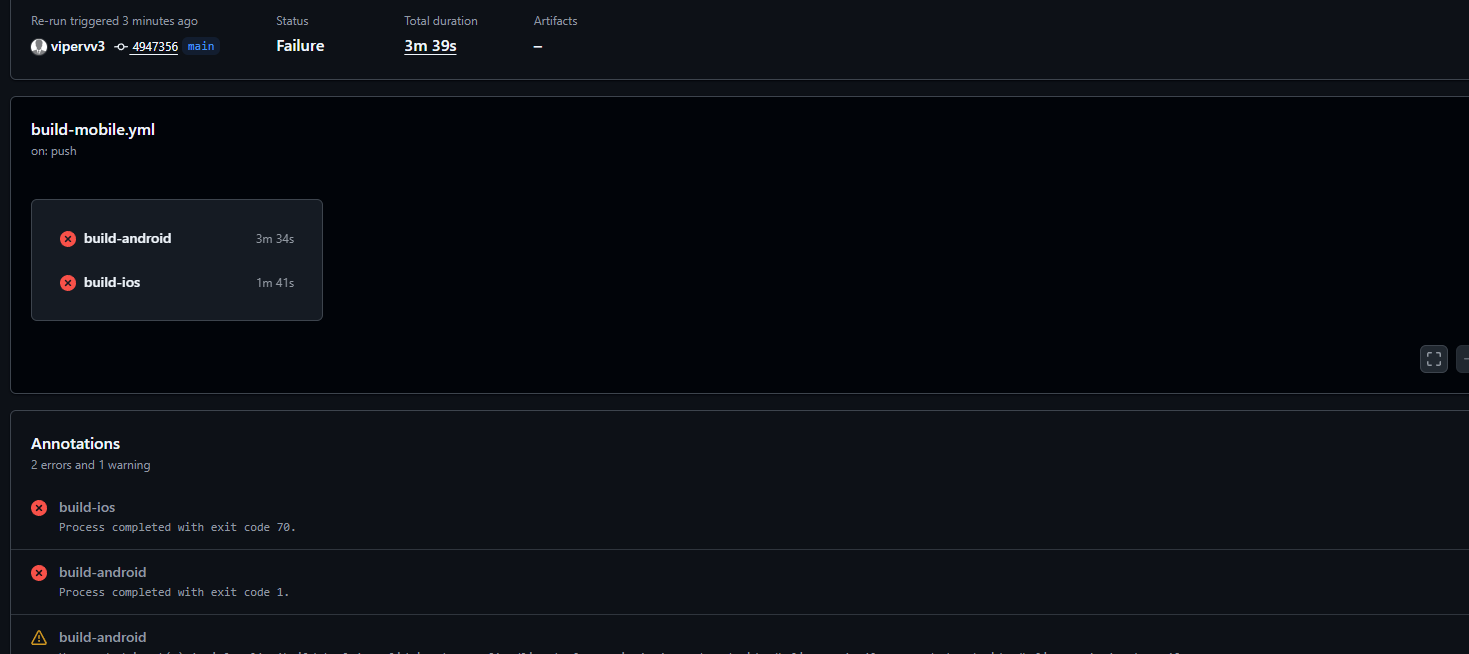 Re-run triggered 3 minutes ago
vipervv3 4947356 main
Status
Failure
Total duration
3m 39s
Artifacts
–
build-mobile.yml
on: push
build-android 3m 34s
build-ios 1m 41s
Annotations
2 errors and 1 warning
build-ios
Process completed with exit code 70.
build-android
Process completed with exit code 1.
build-android